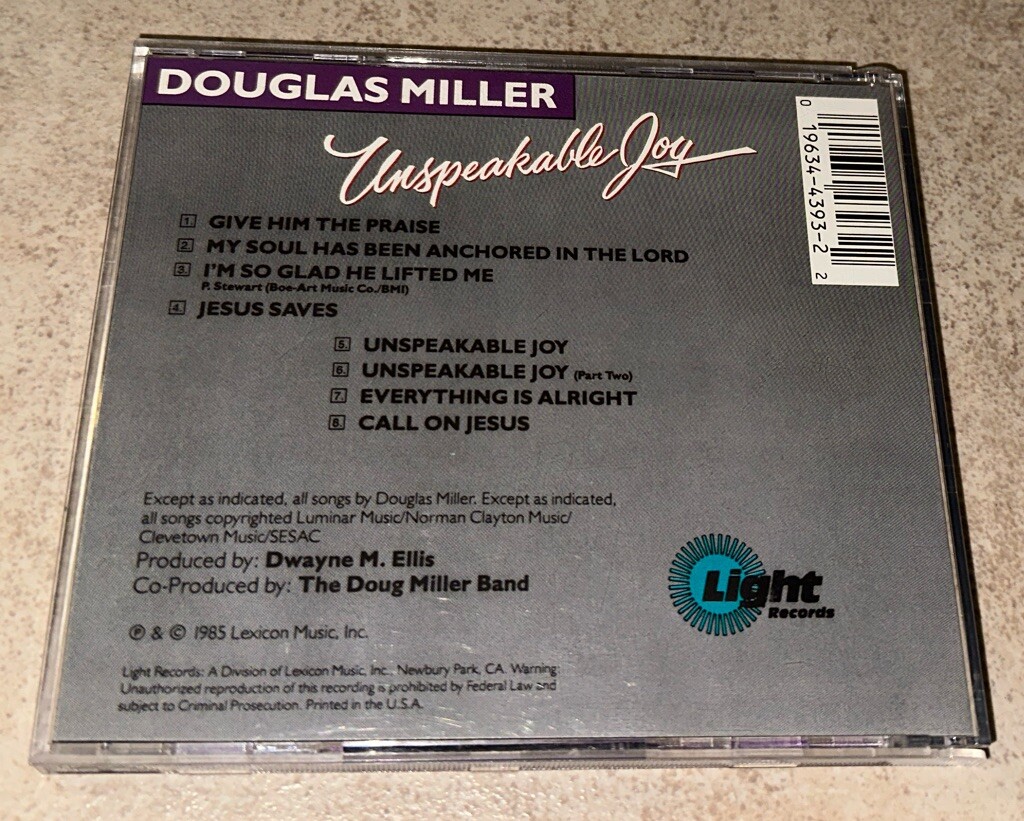 DOUGLAS MILLER
Unspeakable Joy
0 19634-4393-2 2
1. GIVE HIM THE PRAISE
2. MY SOUL HAS BEEN ANCHORED IN THE LORD
3. I'M SO GLAD HE LIFTED ME
P. Stewart (Boe-Art Music Co./BMI)
4. JESUS SAVES
5. UNSPEAKABLE JOY
6. UNSPEAKABLE JOY (Part Two)
7. EVERYTHING IS ALRIGHT
8. CALL ON JESUS
Except as indicated, all songs by Douglas Miller. Except as indicated,
all songs copyrighted Luminar Music/Norman Clayton Music/
Clevetown Music/SESAC
Produced by: Dwayne M. Ellis
Co-Produced by: The Doug Miller Band
℗ & © 1985 Lexicon Music, Inc.
Light Records: A Division of Lexicon Music, Inc., Newbury Park, CA. Warning:
Unauthorized reproduction of this recording is prohibited by Federal Law and
subject to Criminal Prosecution. Printed in the U.S.A.
Light
Records